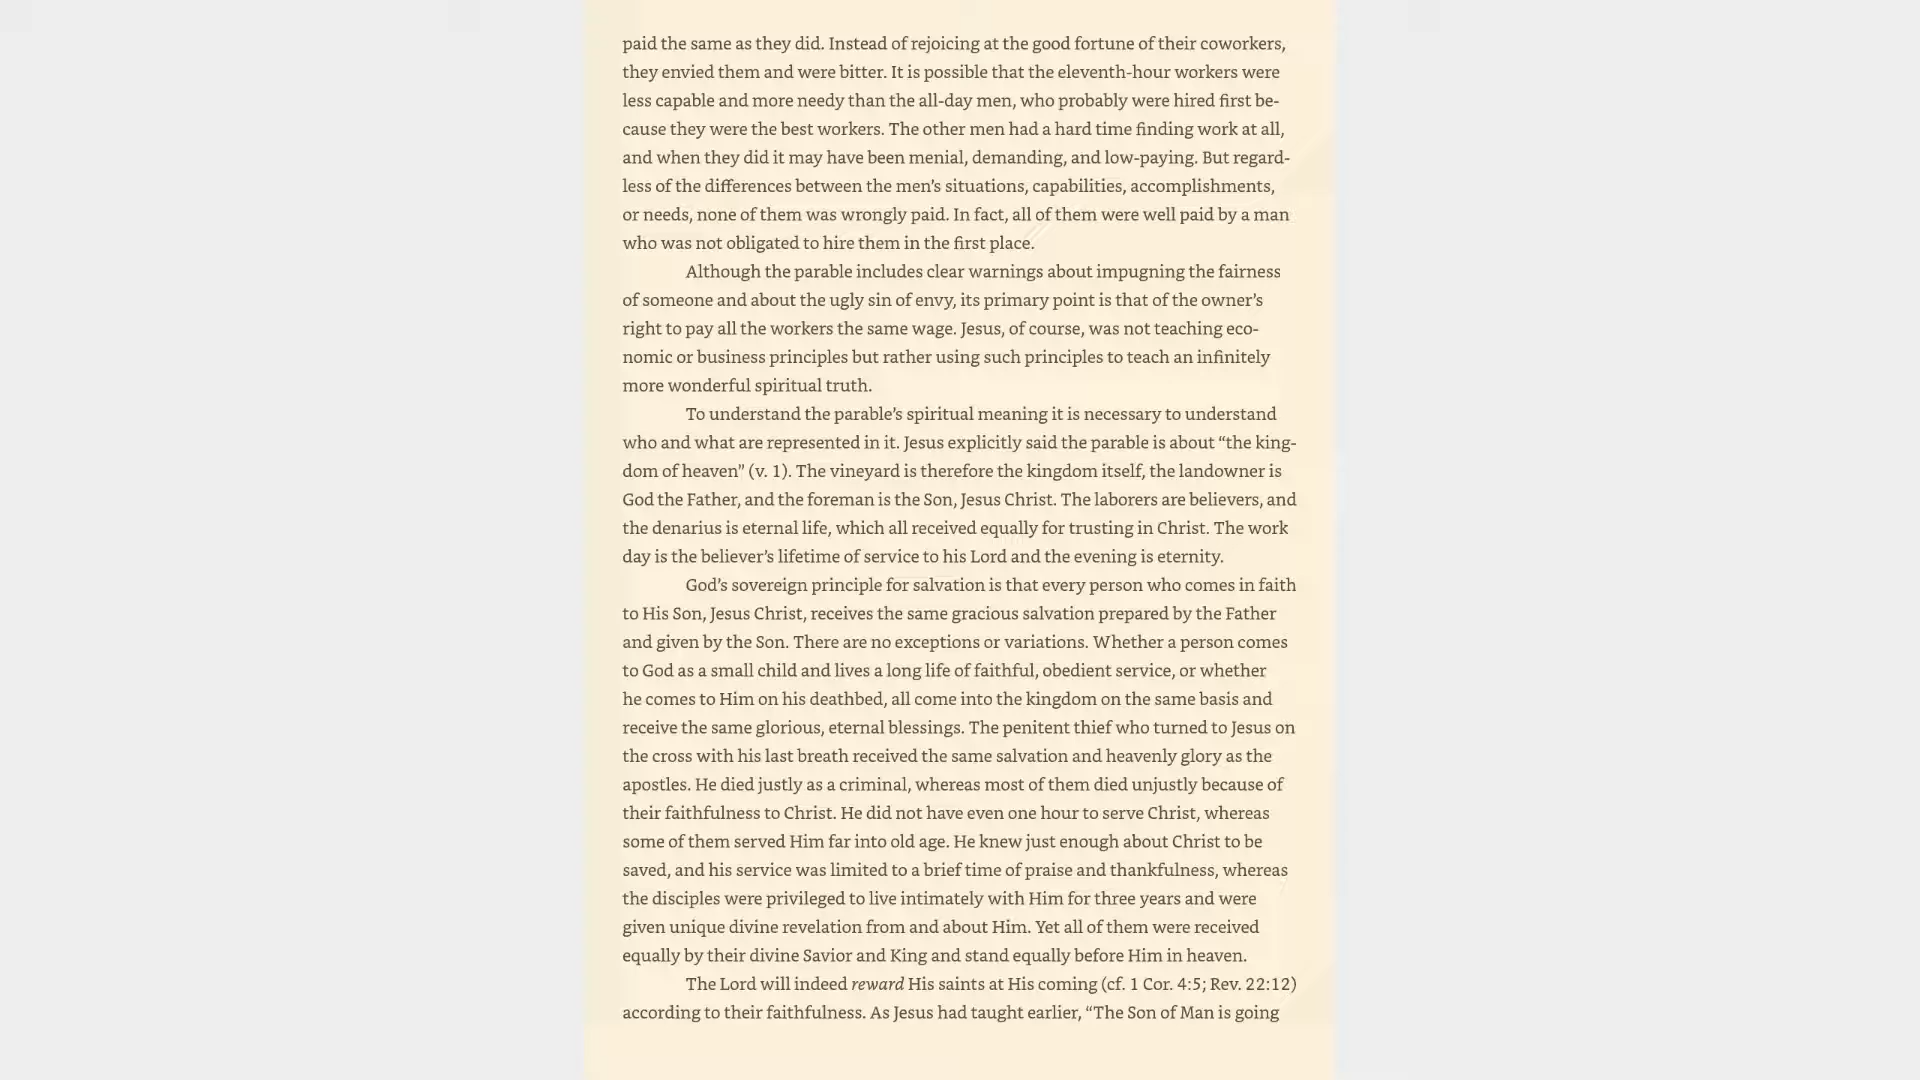 paid the same as they did. Instead of rejoicing at the good fortune of their coworkers,
they envied them and were bitter. It is possible that the eleventh-hour workers were
less capable and more needy than the all-day men, who probably were hired first be-
cause they were the best workers. The other men had a hard time finding work at all,
and when they did it may have been menial, demanding, and low-paying. But regard-
less of the differences between the men’s situations, capabilities, accomplishments,
or needs, none of them was wrongly paid. In fact, all of them were well paid by a man
who was not obligated to hire them in the first place.
Although the parable includes clear warnings about impugning the fairness
of someone and about the ugly sin of envy, its primary point is that of the owner’s
right to pay all the workers the same wage. Jesus, of course, was not teaching eco-
nomic or business principles but rather using such principles to teach an infinitely
more wonderful spiritual truth.
To understand the parable’s spiritual meaning it is necessary to understand
who and what are represented in it. Jesus explicitly said the parable is about “the king-
dom of heaven” (v. 1). The vineyard is therefore the kingdom itself, the landowner is
God the Father, and the foreman is the Son, Jesus Christ. The laborers are believers, and
the denarius is eternal life, which all received equally for trusting in Christ. The work
day is the believer’s lifetime of service to his Lord and the evening is eternity.
God’s sovereign principle for salvation is that every person who comes in faith
to His Son, Jesus Christ, receives the same gracious salvation prepared by the Father
and given by the Son. There are no exceptions or variations. Whether a person comes
to God as a small child and lives a long life of faithful, obedient service, or whether
he comes to Him on his deathbed, all come into the kingdom on the same basis and
receive the same glorious, eternal blessings. The penitent thief who turned to Jesus on
the cross with his last breath received the same salvation and heavenly glory as the
apostles. He died justly as a criminal, whereas most of them died unjustly because of
their faithfulness to Christ. He did not have even one hour to serve Christ, whereas
some of them served Him far into old age. He knew just enough about Christ to be
saved, and his service was limited to a brief time of praise and thankfulness, whereas
the disciples were privileged to live intimately with Him for three years and were
given unique divine revelation from and about Him. Yet all of them were received
equally by their divine Savior and King and stand equally before Him in heaven.
The Lord will indeed reward His saints at His coming (cf. 1 Cor. 4:5; Rev. 22:12)
according to their faithfulness. As Jesus had taught earlier, “The Son of Man is going